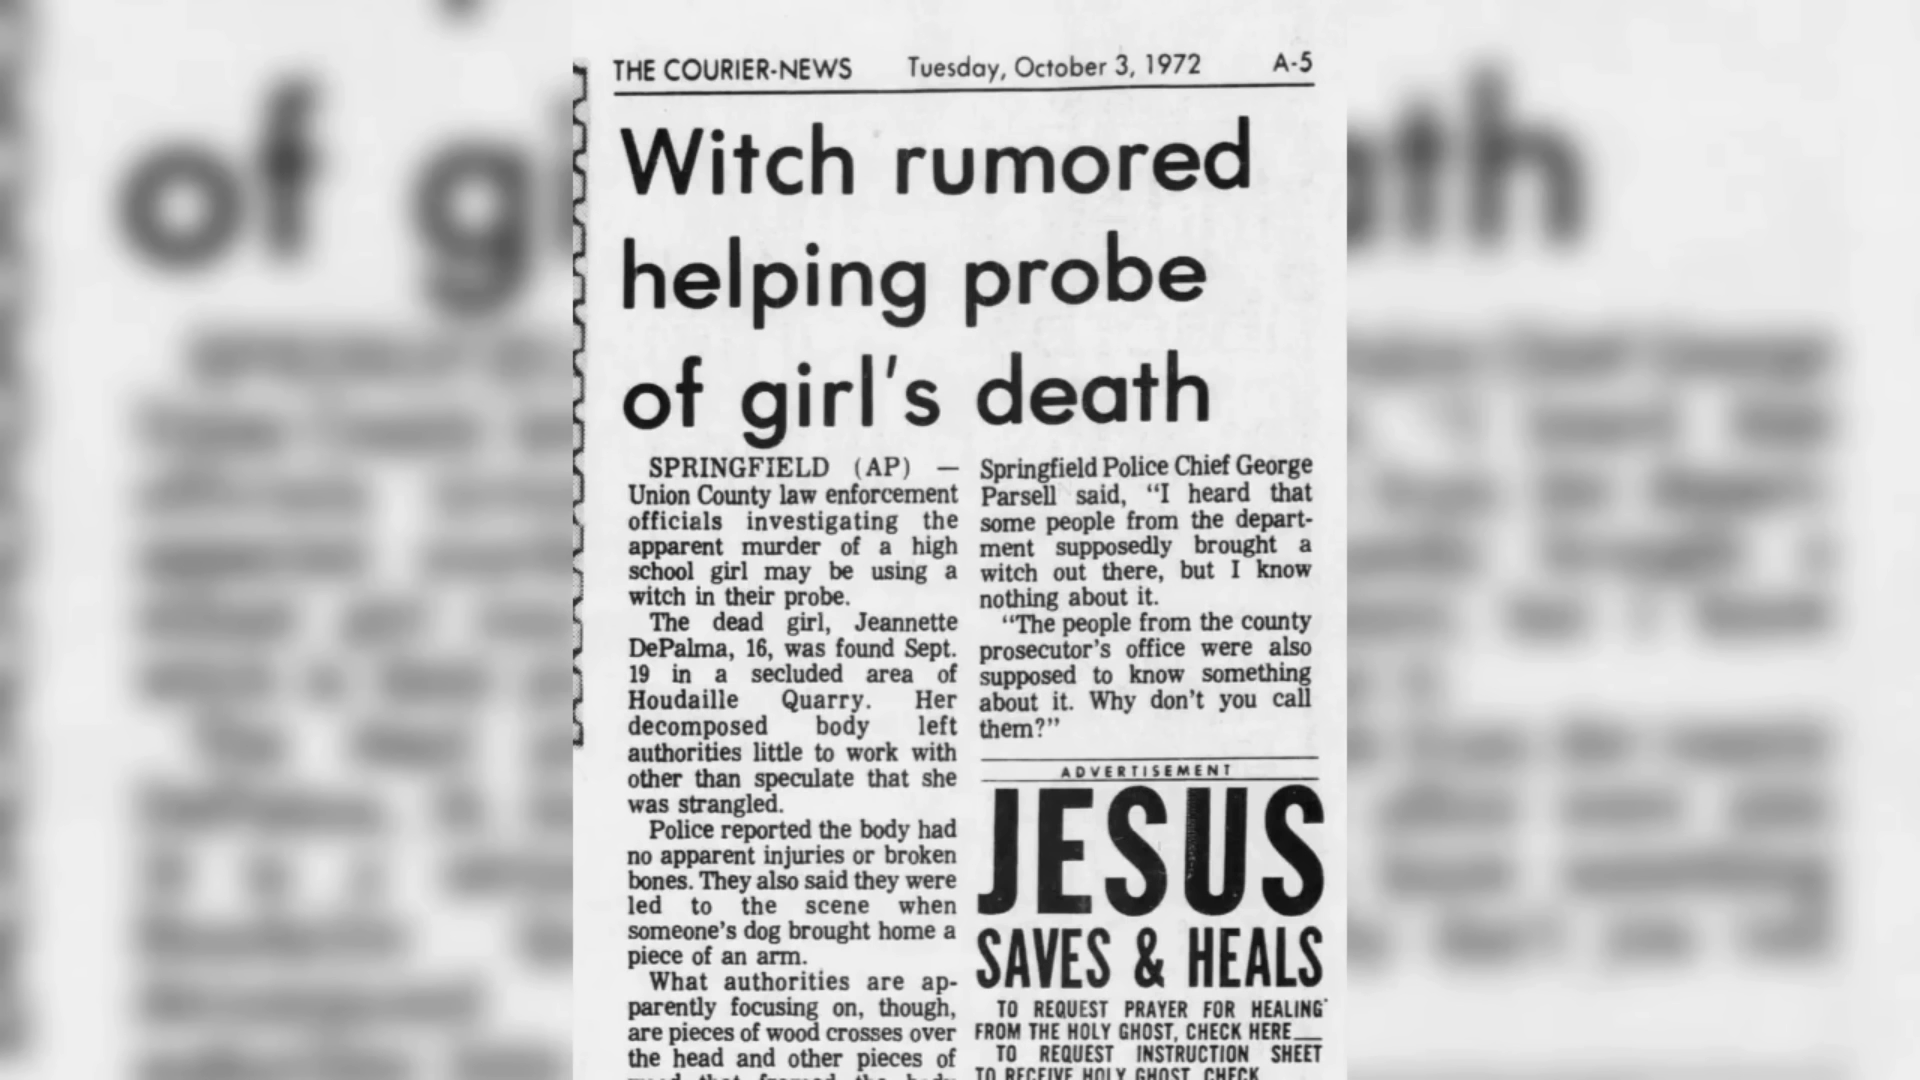 THE COURIER-NEWS Tuesday, October 3, 1972 A-5
Witch rumored
helping probe
of girl's death
SPRINGFIELD (AP) —
Union County law enforcement
officials investigating the
apparent murder of a high
school girl may be using a
witch in their probe.
The dead girl, Jeannette
DePalma, 16, was found Sept.
19 in a secluded area of
Houdaille Quarry. Her
decomposed body left
authorities little to work with
other than speculate that she
was strangled.
Police reported the body had
no apparent injuries or broken
bones. They also said they were
led to the scene when
someone's dog brought home a
piece of an arm.
What authorities are ap-
parently focusing on, though,
are pieces of wood crosses over
the head and other pieces of
Springfield Police Chief George
Parsell said, "I heard that
some people from the depart-
ment supposedly brought a
witch out there, but I know
nothing about it.
"The people from the county
prosecutor's office were also
supposed to know something
about it. Why don't you call
them?"
ADVERTISEMENT
JESUS
SAVES & HEALS
TO REQUEST PRAYER FOR HEALING
FROM THE HOLY GHOST, CHECK HERE__
TO REQUEST INSTRUCTION SHEET
TO RECEIVE HOLY GHOST, CHECK
of gi
ath